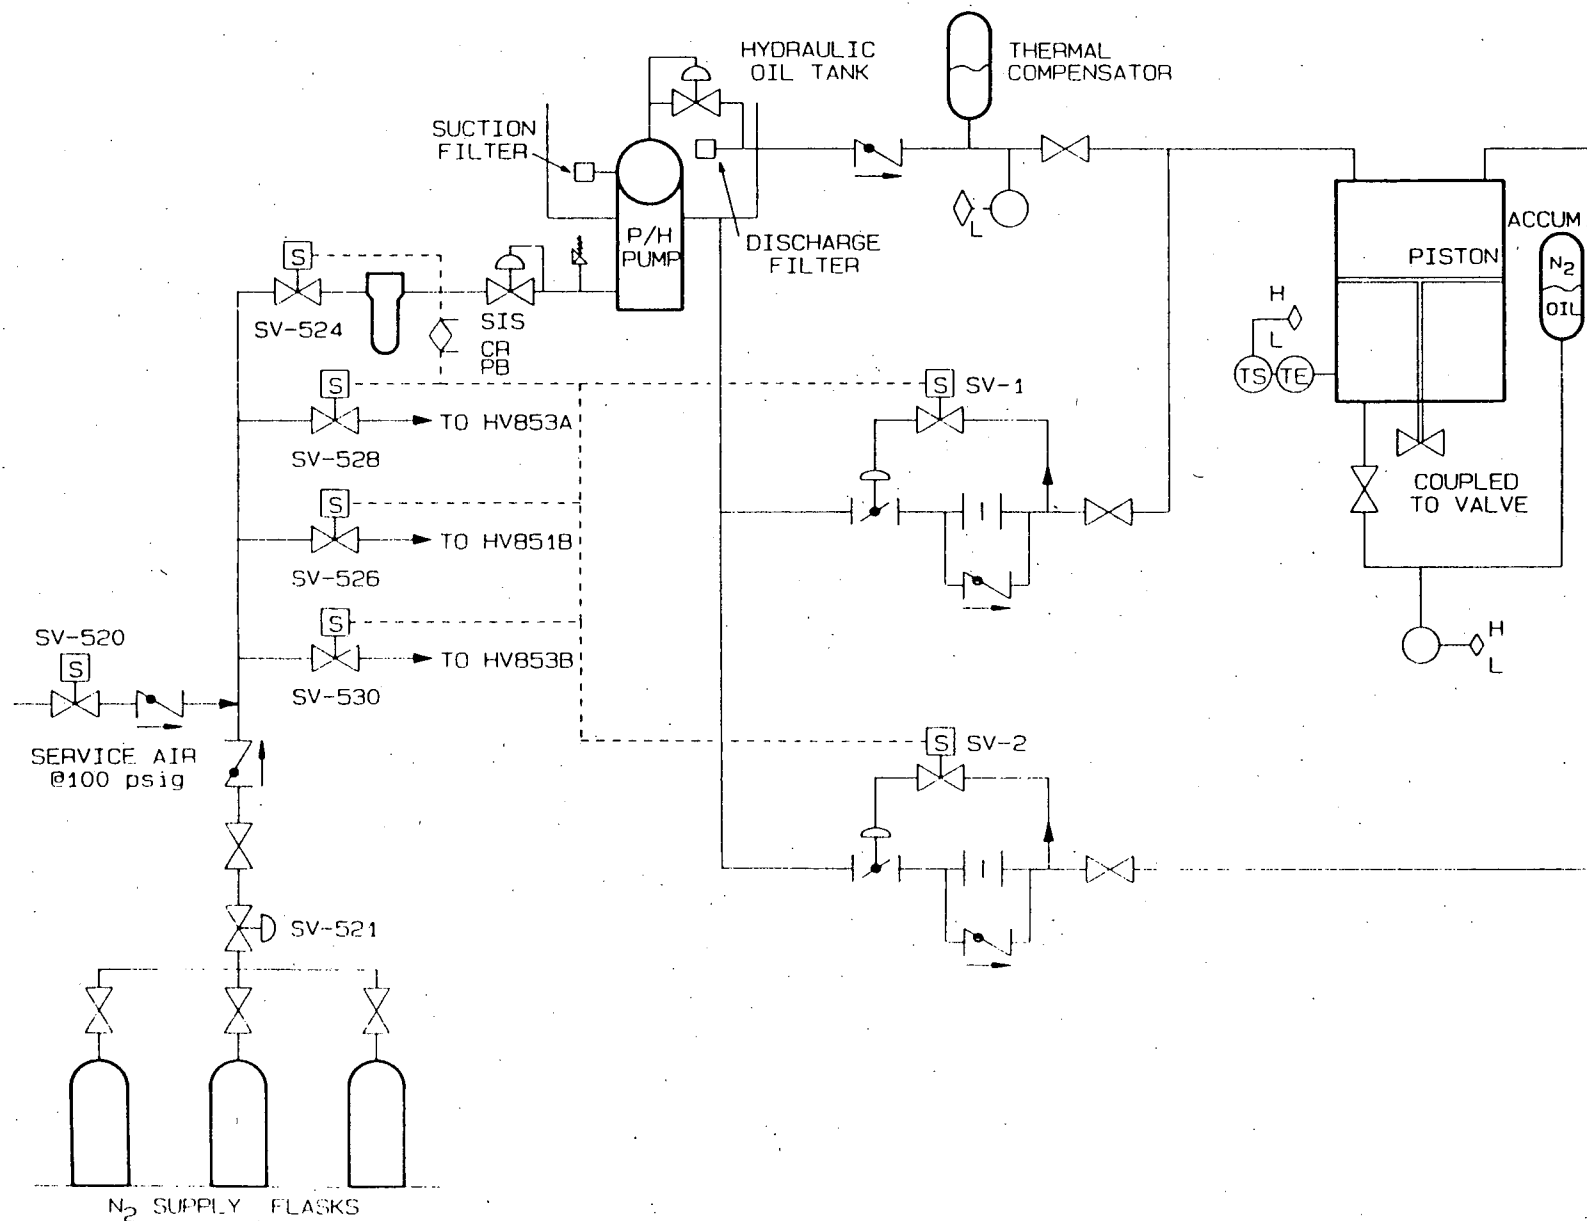 HYDRAULIC
OIL TANK
THERMAL
COMPENSATOR
SUCTION
FILTER
L
P/H
PUMP
DISCHARGE
FILTER
ACCUM
PISTON
N2
OIL
S
SV-524
SIS
CR
PB
H
L
TS
TE
S
SV-1
S
TO HV853A
SV-528
COUPLED
TO VALVE
S
TO HV851B
SV-526
S
TO HV853B
SV-530
SV-520
S
H
L
SERVICE AIR
@100 psig
S
SV-2
SV-521
N2 SUPPLY FLASKS